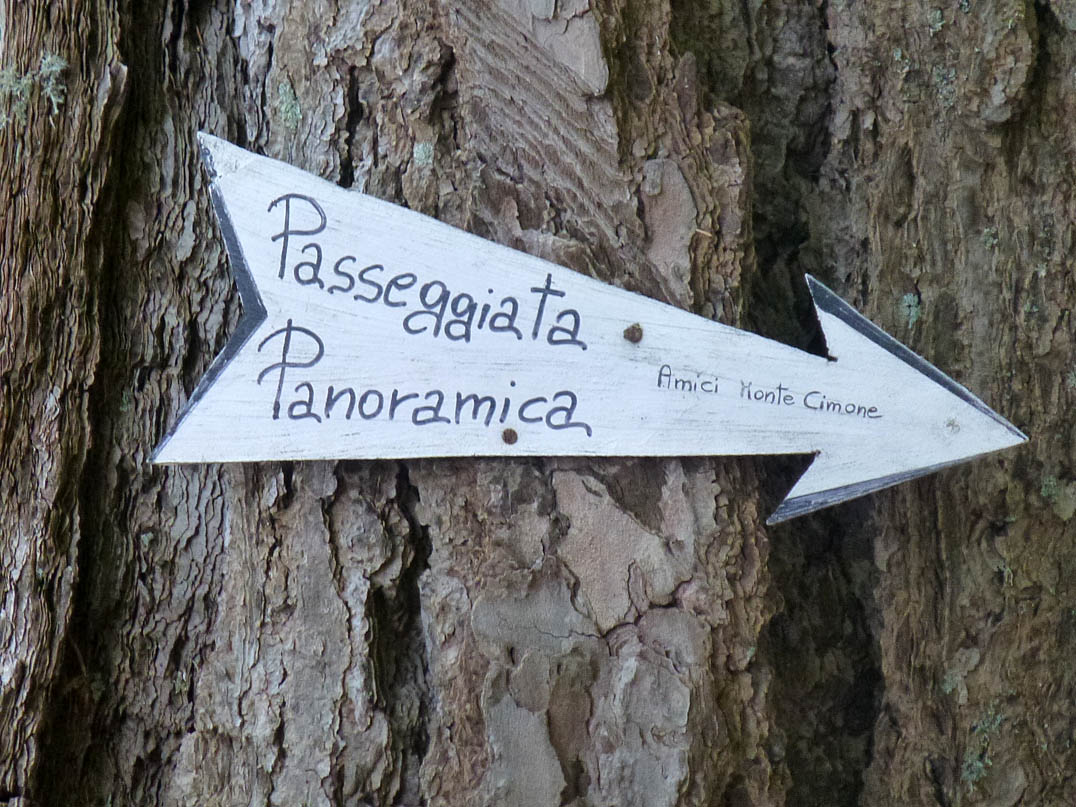 Passeggiata
Panoramica
Amici Monte Cimone